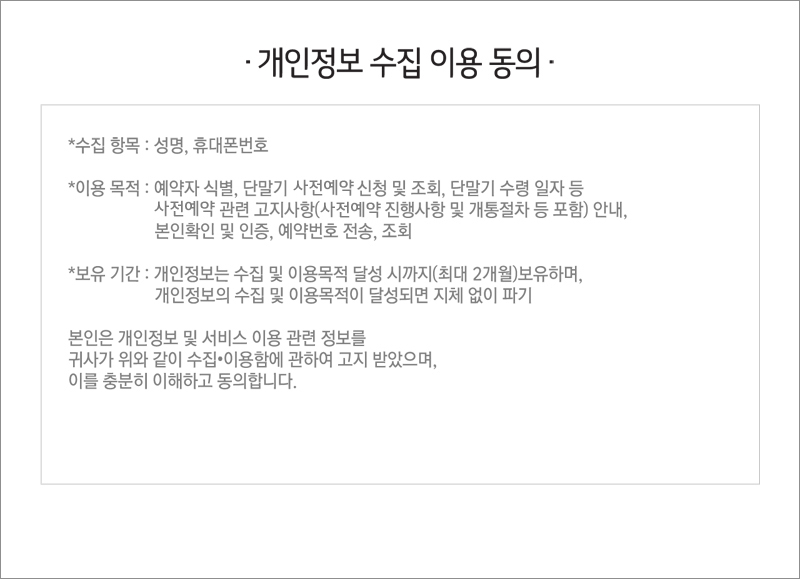 · 개인정보 수집 이용 동의 ·
*수집 항목 : 성명, 휴대폰번호
*이용 목적 : 예약자 식별, 단말기 사전예약 신청 및 조회, 단말기 수령 일자 등
사전예약 관련 고지사항(사전예약 진행사항 및 개통절차 등 포함) 안내,
본인확인 및 인증, 예약번호 전송, 조회
*보유 기간 : 개인정보는 수집 및 이용목적 달성 시까지(최대 2개월)보유하며,
개인정보의 수집 및 이용목적이 달성되면 지체 없이 파기
본인은 개인정보 및 서비스 이용 관련 정보를
귀사가 위와 같이 수집•이용함에 관하여 고지 받았으며,
이를 충분히 이해하고 동의합니다.